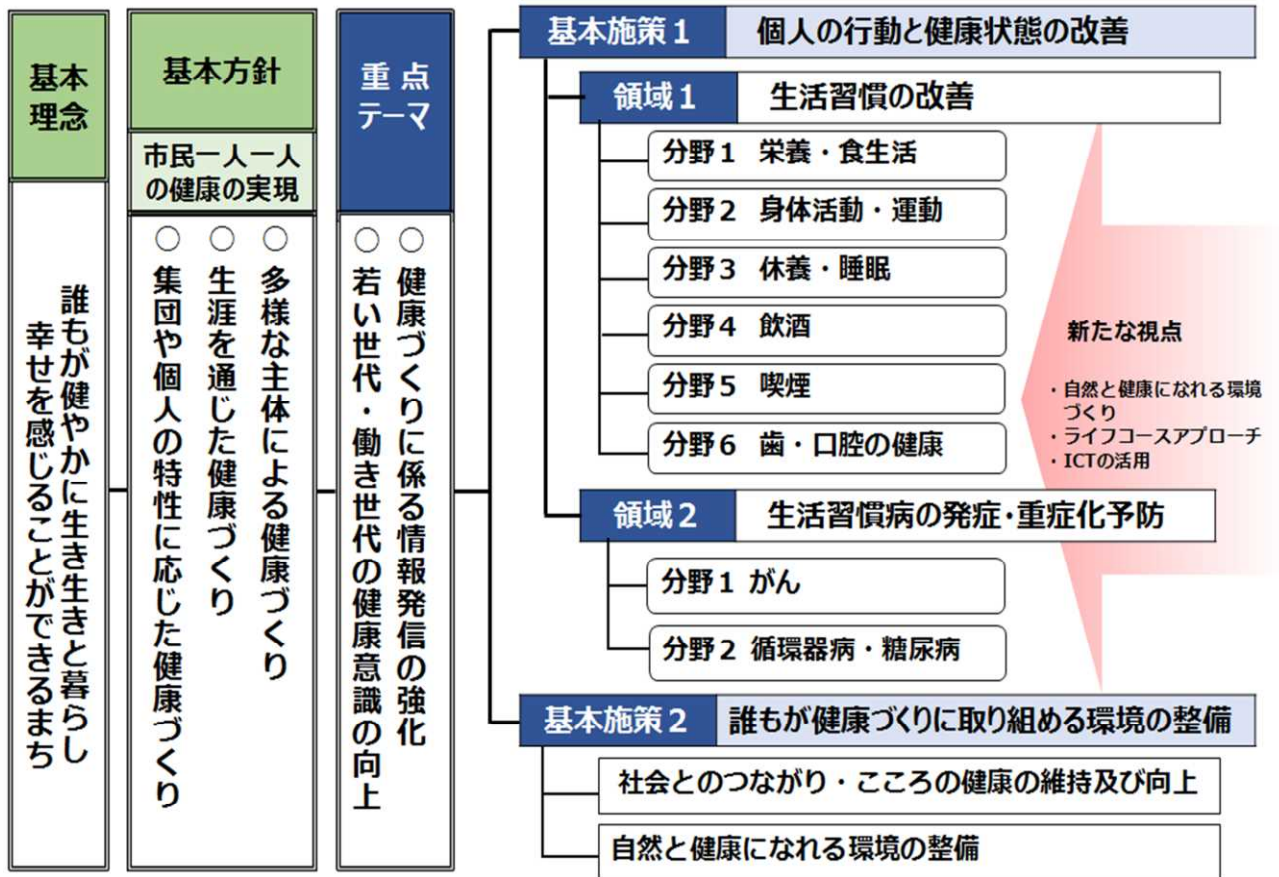 基本
理念
誰もが健やかに生き生きと暮らし
幸せを感じることができるまち
基本方針
市民一人一人
の健康の実現
○ 多様な主体による健康づくり
○ 生涯を通じた健康づくり
○ 集団や個人の特性に応じた健康づくり
重 点
テーマ
○ 健康づくりに係る情報発信の強化
○ 若い世代・働き世代の健康意識の向上
基本施策1 個人の行動と健康状態の改善
領域1 生活習慣の改善
分野1 栄養・食生活
分野2 身体活動・運動
分野3 休養・睡眠
分野4 飲酒
分野5 喫煙
分野6 歯・口腔の健康
領域2 生活習慣病の発症・重症化予防
分野1 がん
分野2 循環器病・糖尿病
基本施策2 誰もが健康づくりに取り組める環境の整備
社会とのつながり・こころの健康の維持及び向上
自然と健康になれる環境の整備
新たな視点
・自然と健康になれる環境
づくり
・ライフコースアプローチ
・ICTの活用